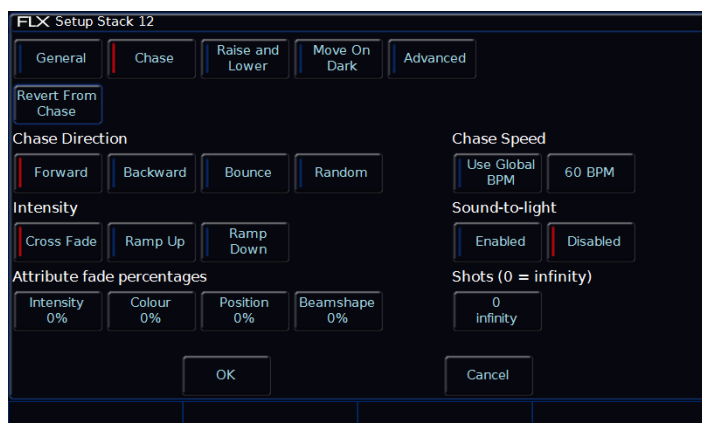 FLX Setup Stack 12
General
Chase
Raise and
Lower
Move On
Dark
Advanced
Revert From
Chase
Chase Direction
Chase Speed
Forward
Backward
Bounce
Random
Use Global
BPM
60 BPM
Intensity
Sound-to-light
Cross Fade
Ramp Up
Ramp
Down
Enabled
Disabled
Attribute fade percentages
Shots (0 = infinity)
Intensity
0%
Colour
0%
Position
0%
Beamshape
0%
0
infinity
OK
Cancel